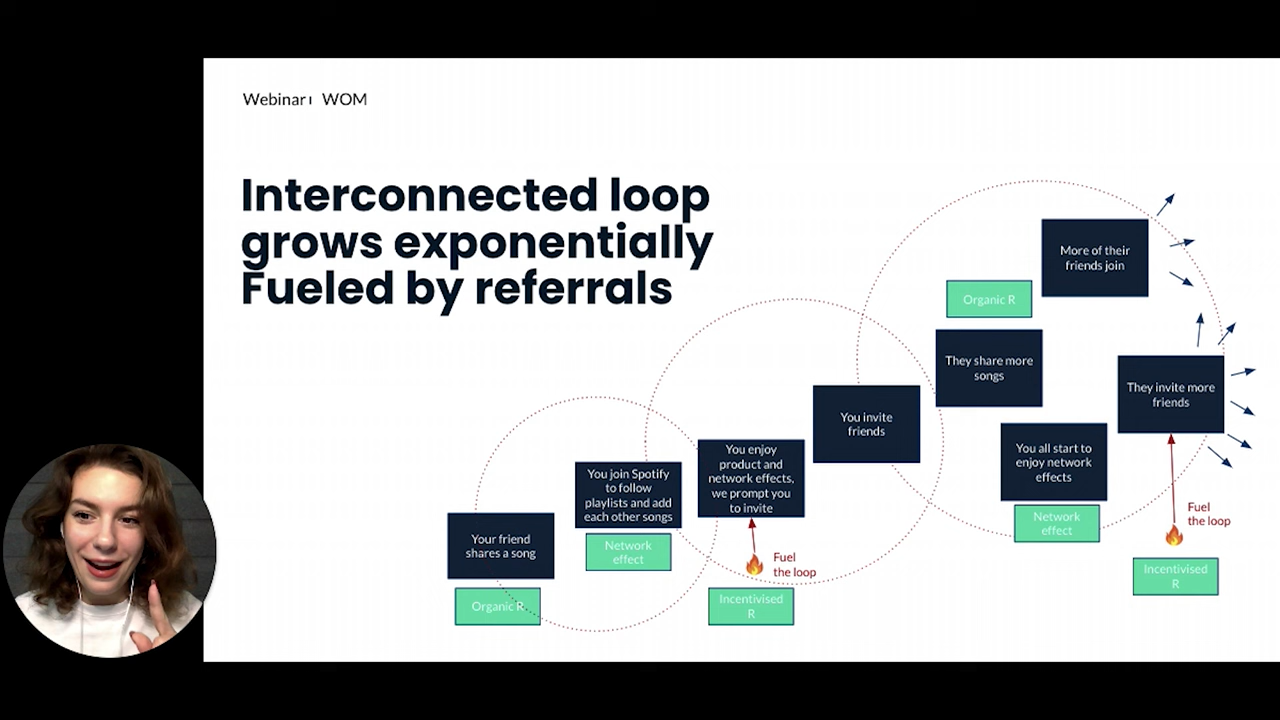 Webinar WOM
Interconnected loop
grows exponentially
Fueled by referrals
Your friend
shares a song
Organic R
You join Spotify
to follow
playlists and add
each other songs
Network
effect
You enjoy
product and
network effects,
we prompt you
to invite
Fuel
the loop
Incentivised
R
You invite
friends
They share more
songs
Organic R
More of their
friends join
You all start to
enjoy network
effects
Network
effect
They invite more
friends
Fuel
the loop
Incentivised
R